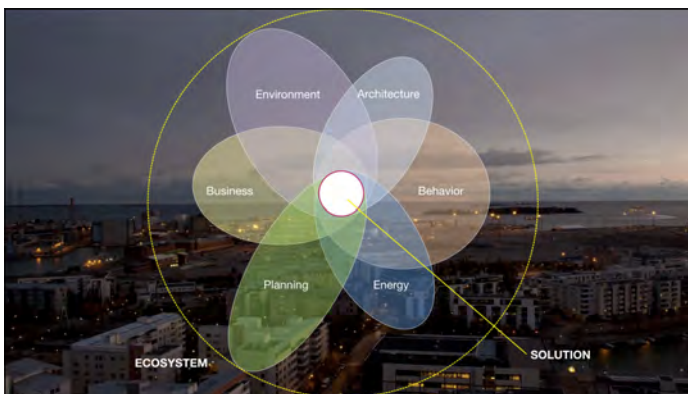 Environment
Architecture
Business
Behavior
Planning
Energy
ECOSYSTEM
SOLUTION